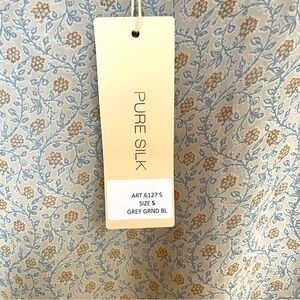 PURE SILK
ART.6127 S
SIZE S
GREY GRND BL